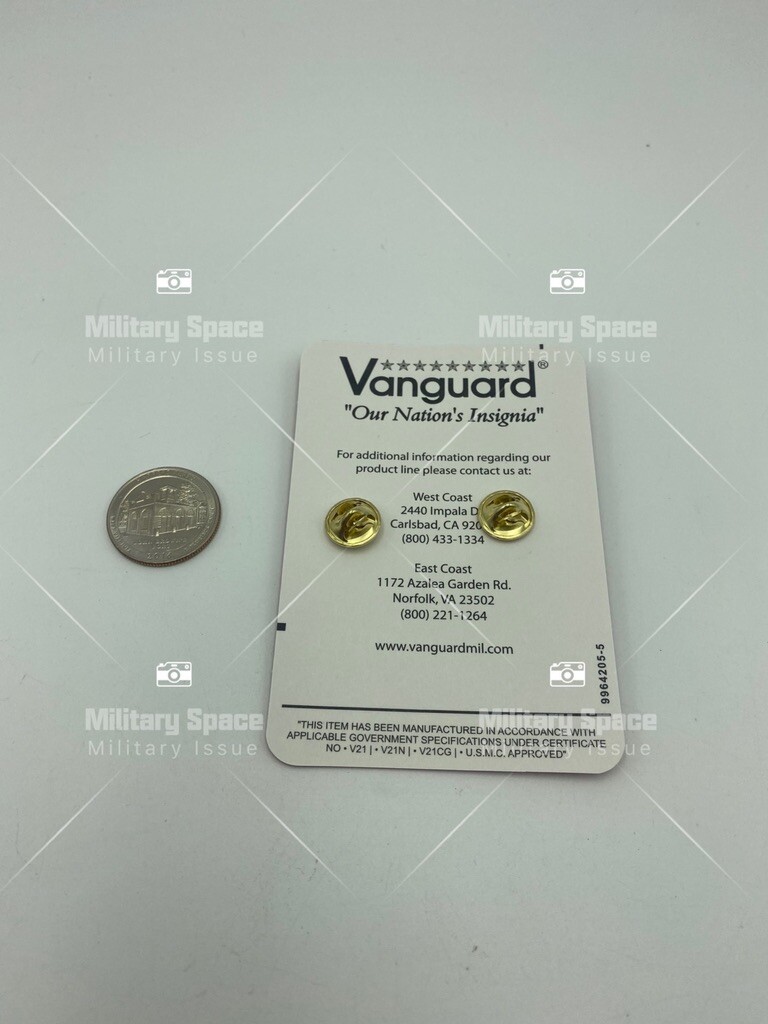 Military Space
Military Issue
Military Space
Military Issue
Vanguard®
"Our Nation's Insignia"
For additional information regarding our
product line please contact us at:
West Coast
2440 Impala
Carlsbad, CA
(800) 433-1334
East Coast
1172 Azalea Garden Rd.
Norfolk, VA 23502
(800) 221-1264
www.vanguardmil.com
9964205-5
Military Space
Military Issue
Military Space
Military Issue
"THIS ITEM HAS BEEN MANUFACTURED IN ACCORDANCE WITH
APPLICABLE GOVERNMENT SPECIFICATIONS UNDER CERTIFICATE
NO • V21 | • V21N | • V21CG | • U.S.M.C. APPROVED"